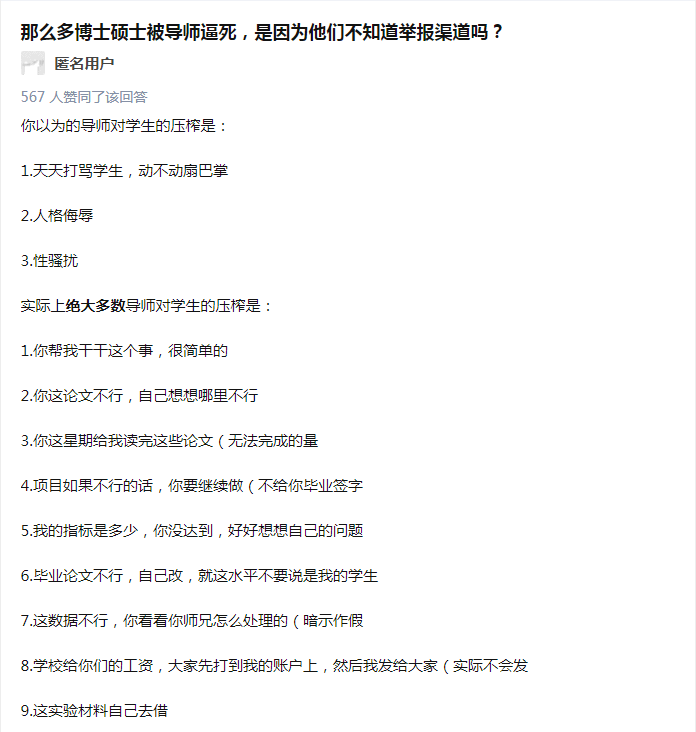 那么多博士硕士被导师逼死，是因为他们不知道举报渠道吗？
匿名用户
567 人赞同了该回答
你以为的导师对学生的压榨是：
1.天天打骂学生，动不动扇巴掌
2.人格侮辱
3.性骚扰
实际上绝大多数导师对学生的压榨是：
1.你帮我干干这个事，很简单的
2.你这论文不行，自己想想哪里不行
3.你这星期给我读完这些论文（无法完成的量
4.项目如果不行的话，你要继续做（不给你毕业签字
5.我的指标是多少，你没达到，好好想想自己的问题
6.毕业论文不行，自己改，就这水平不要说是我的学生
7.这数据不行，你看看你师兄怎么处理的（暗示作假
8.学校给你们的工资，大家先打到我的账户上，然后我发给大家（实际不会发
9.这实验材料自己去借